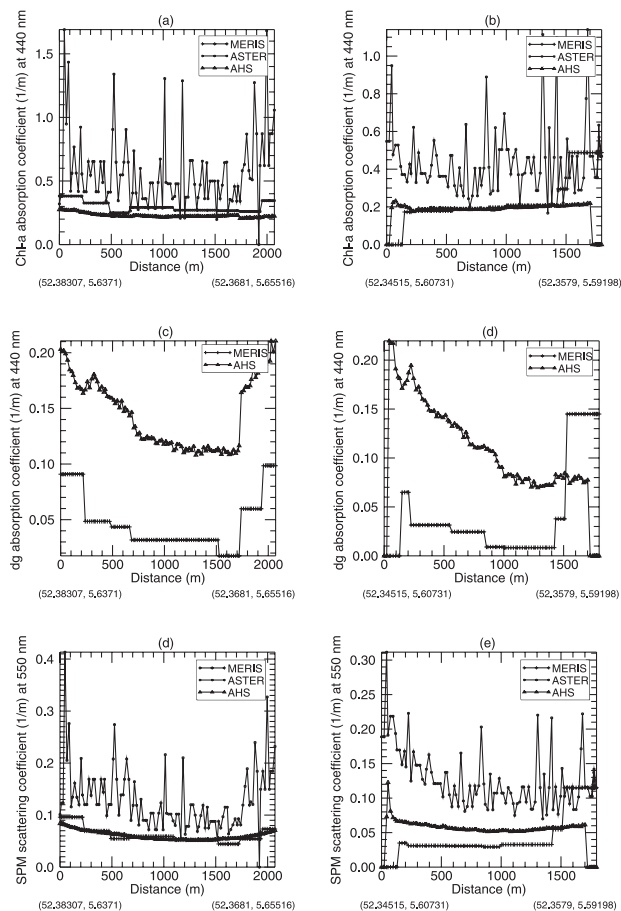 (a)
Chl-a absorption coefficient (1/m) at 440 nm
1.5
1.0
0.5
0.0
MERIS
ASTER
AHS
0 500 1000 1500 2000
Distance (m)
(52.38307, 5.6371) (52.3681, 5.65516)
(b)
Chl-a absorption coefficient (1/m) at 440 nm
1.0
0.8
0.6
0.4
0.2
0.0
MERIS
ASTER
AHS
0 500 1000 1500
Distance (m)
(52.34515, 5.60731) (52.3579, 5.59198)
(c)
dg absorption coefficient (1/m) at 440 nm
0.20
0.15
0.10
0.05
MERIS
AHS
0 500 1000 1500 2000
Distance (m)
(52.38307, 5.6371) (52.3681, 5.65516)
(d)
dg absorption coefficient (1/m) at 440 nm
0.20
0.15
0.10
0.05
0.00
MERIS
AHS
0 500 1000 1500
Distance (m)
(52.34515, 5.60731) (52.3579, 5.59198)
(d)
SPM scattering coefficient (1/m) at 550 nm
0.4
0.3
0.2
0.1
0.0
MERIS
ASTER
AHS
0 500 1000 1500 2000
Distance (m)
(52.38307, 5.6371) (52.3681, 5.65516)
(e)
SPM scattering coefficient (1/m) at 550 nm
0.30
0.25
0.20
0.15
0.10
0.05
0.00
MERIS
ASTER
AHS
0 500 1000 1500
Distance (m)
(52.34515, 5.60731) (52.3579, 5.59198)